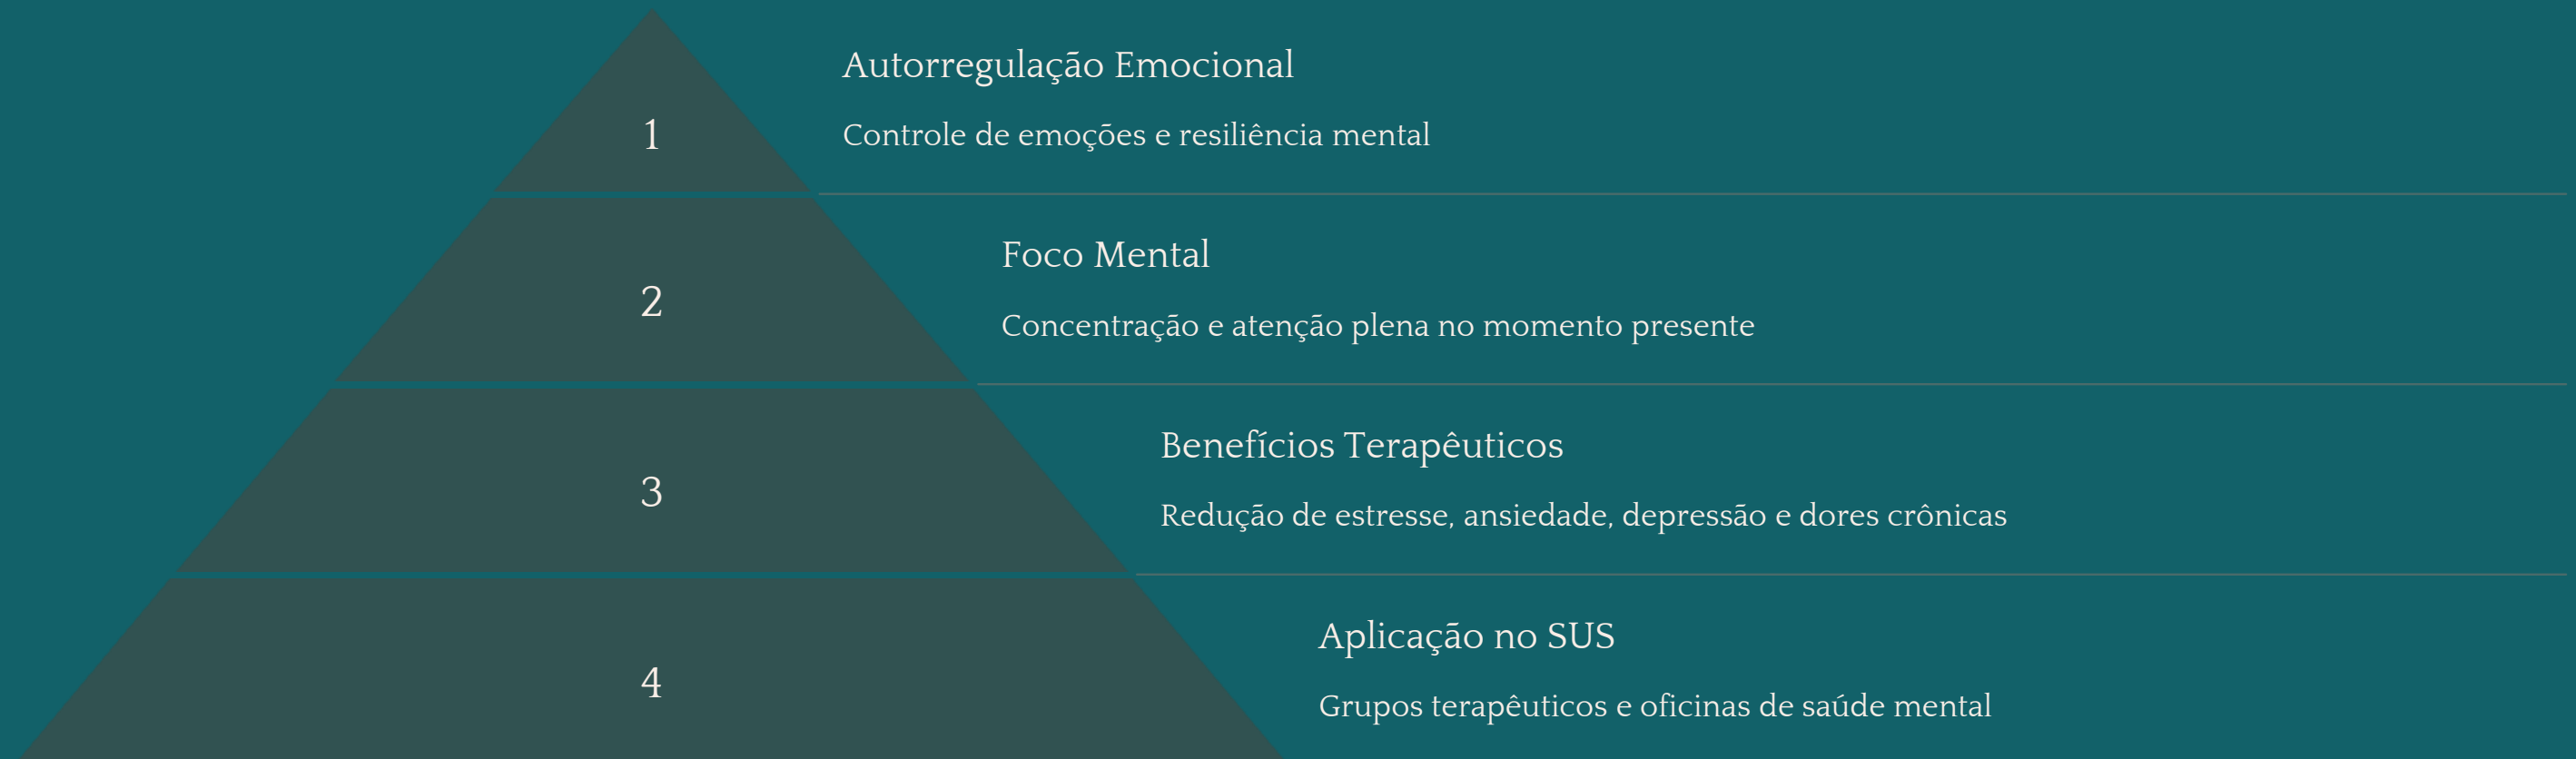 Autorregulação Emocional
1
Controle de emoções e resiliência mental
Foco Mental
2
Concentração e atenção plena no momento presente
Benefícios Terapêuticos
3
Redução de estresse, ansiedade, depressão e dores crônicas
Aplicação no SUS
4
Grupos terapêuticos e oficinas de saúde mental